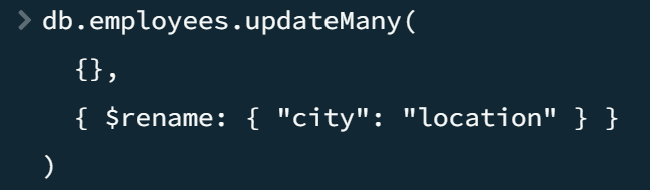 > db.employees.updateMany(
{},
{ $rename: { "city": "location" } }
)